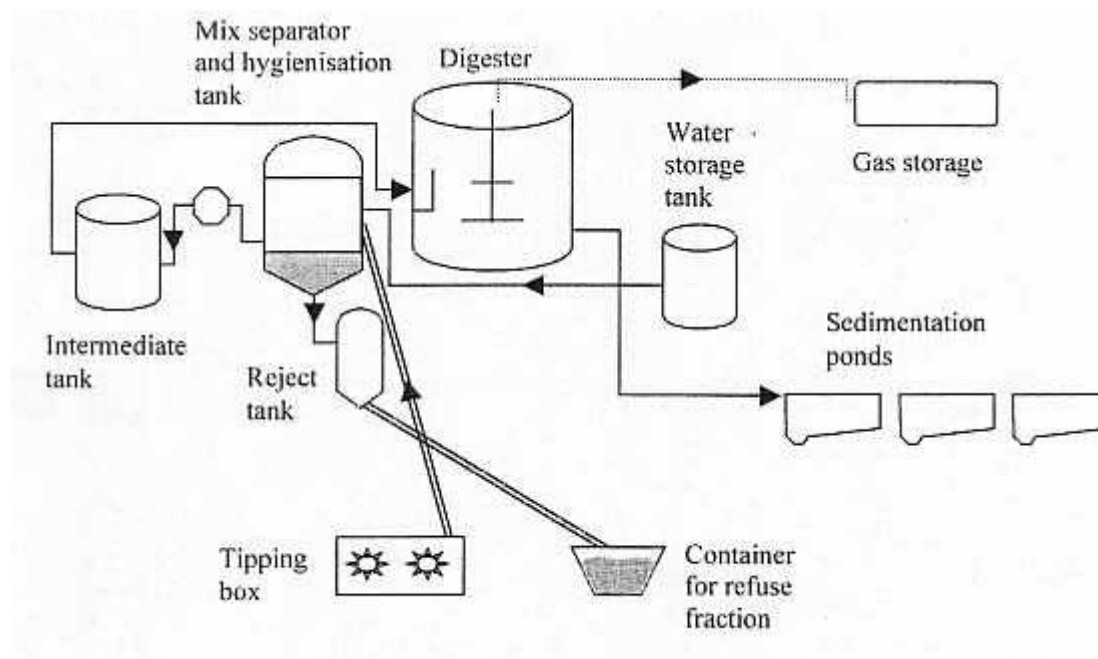 Mix separator
and hygienisation
tank
Digester
Water
storage
tank
Gas storage
Intermediate
tank
Reject
tank
Sedimentation
ponds
Tipping
box
Container
for refuse
fraction